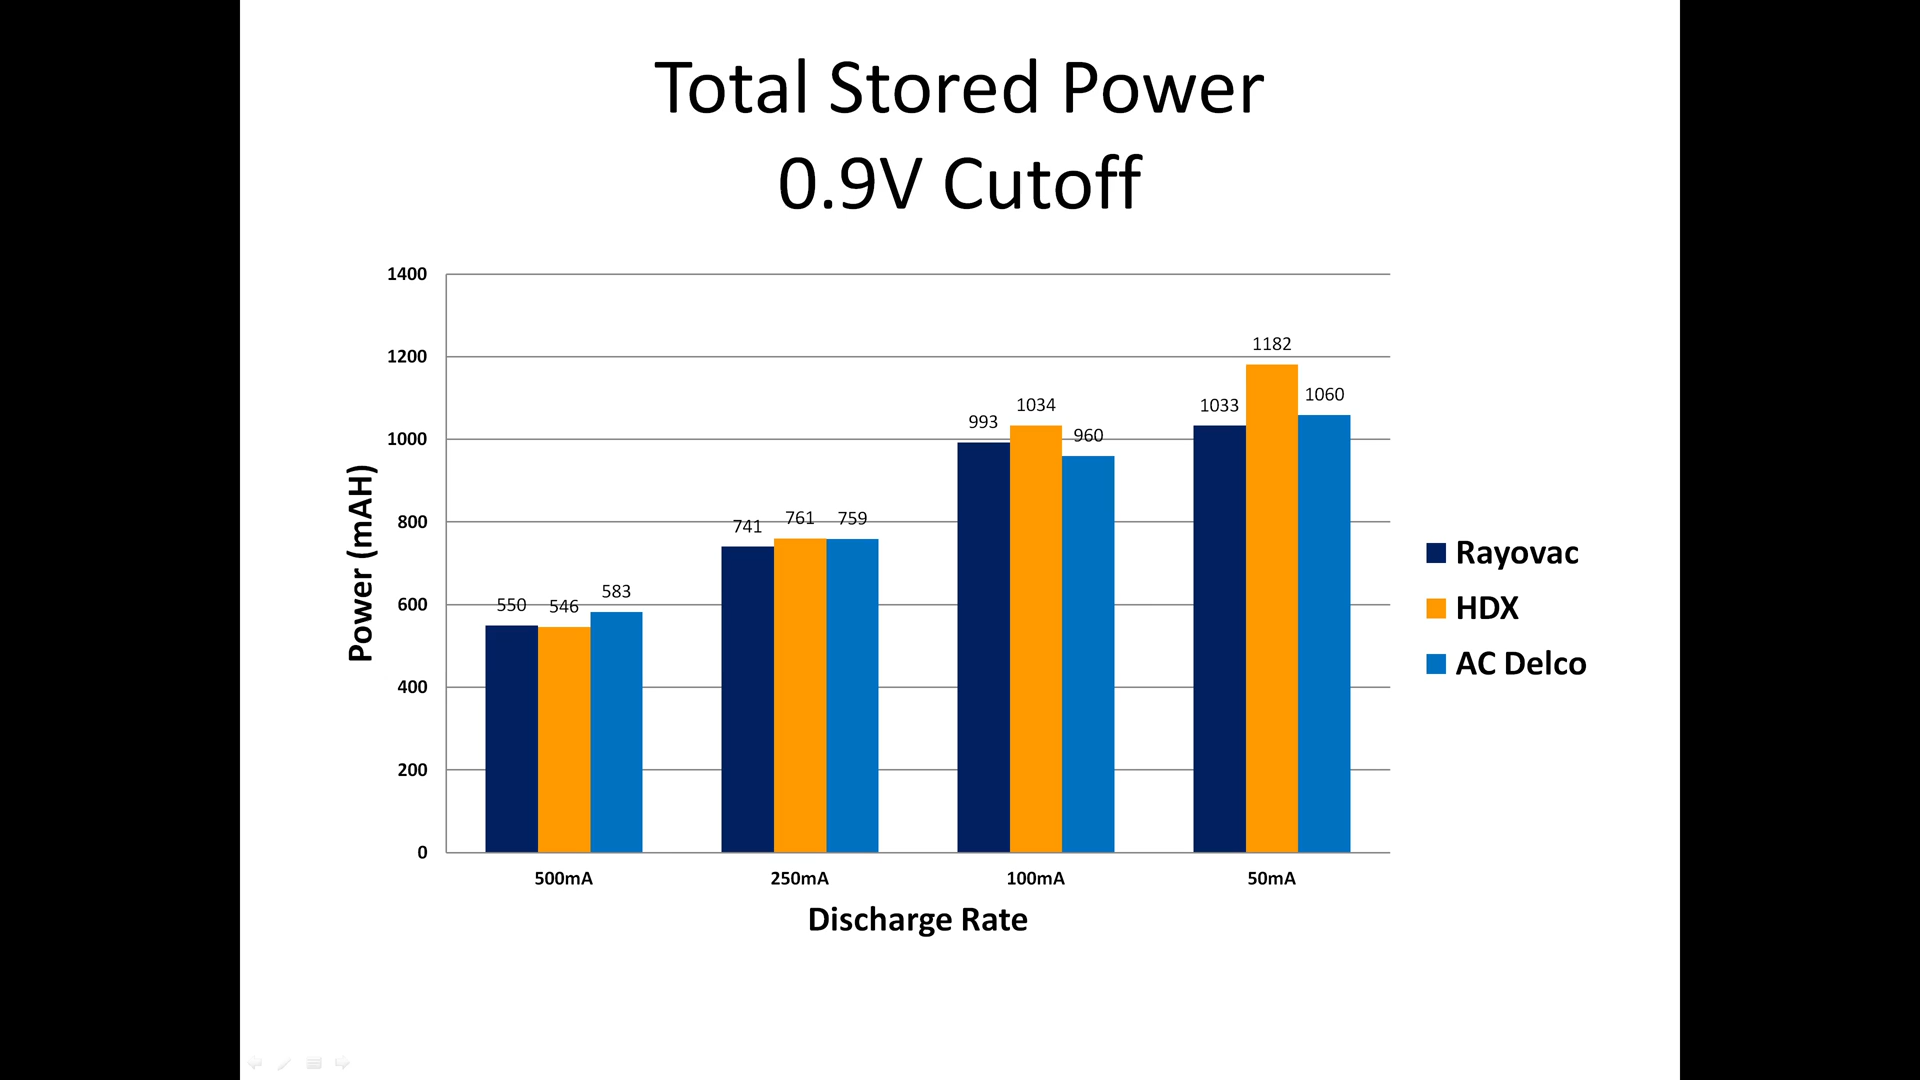 Total Stored Power
0.9V Cutoff
1400
1200
1000
800
600
400
200
0
Power (mAH)
550 546 583
741 761 759
993 1034 960
1033 1182 1060
500mA 250mA 100mA 50mA
Discharge Rate
Rayovac
HDX
AC Delco